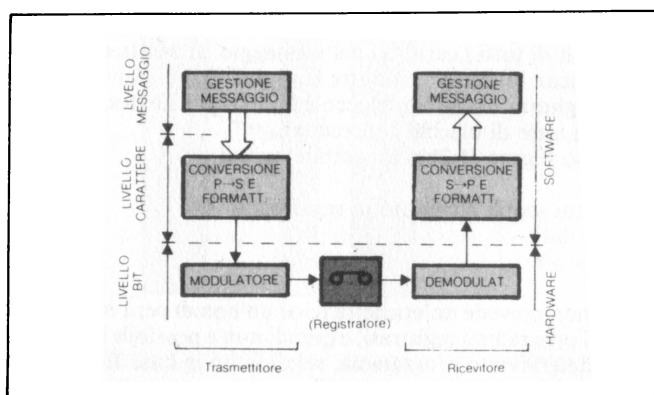 LIVELLO
MESSAGGIO
LIVELLO
CARATTERE
LIVELLO
BIT
GESTIONE
MESSAGGIO
CONVERSIONE
P→S E
FORMATT.
MODULATORE
(Registratore)
Trasmettitore
GESTIONE
MESSAGGIO
CONVERSIONE
S→P E
FORMATT.
DEMODULAT.
Ricevitore
SOFTWARE
HARDWARE